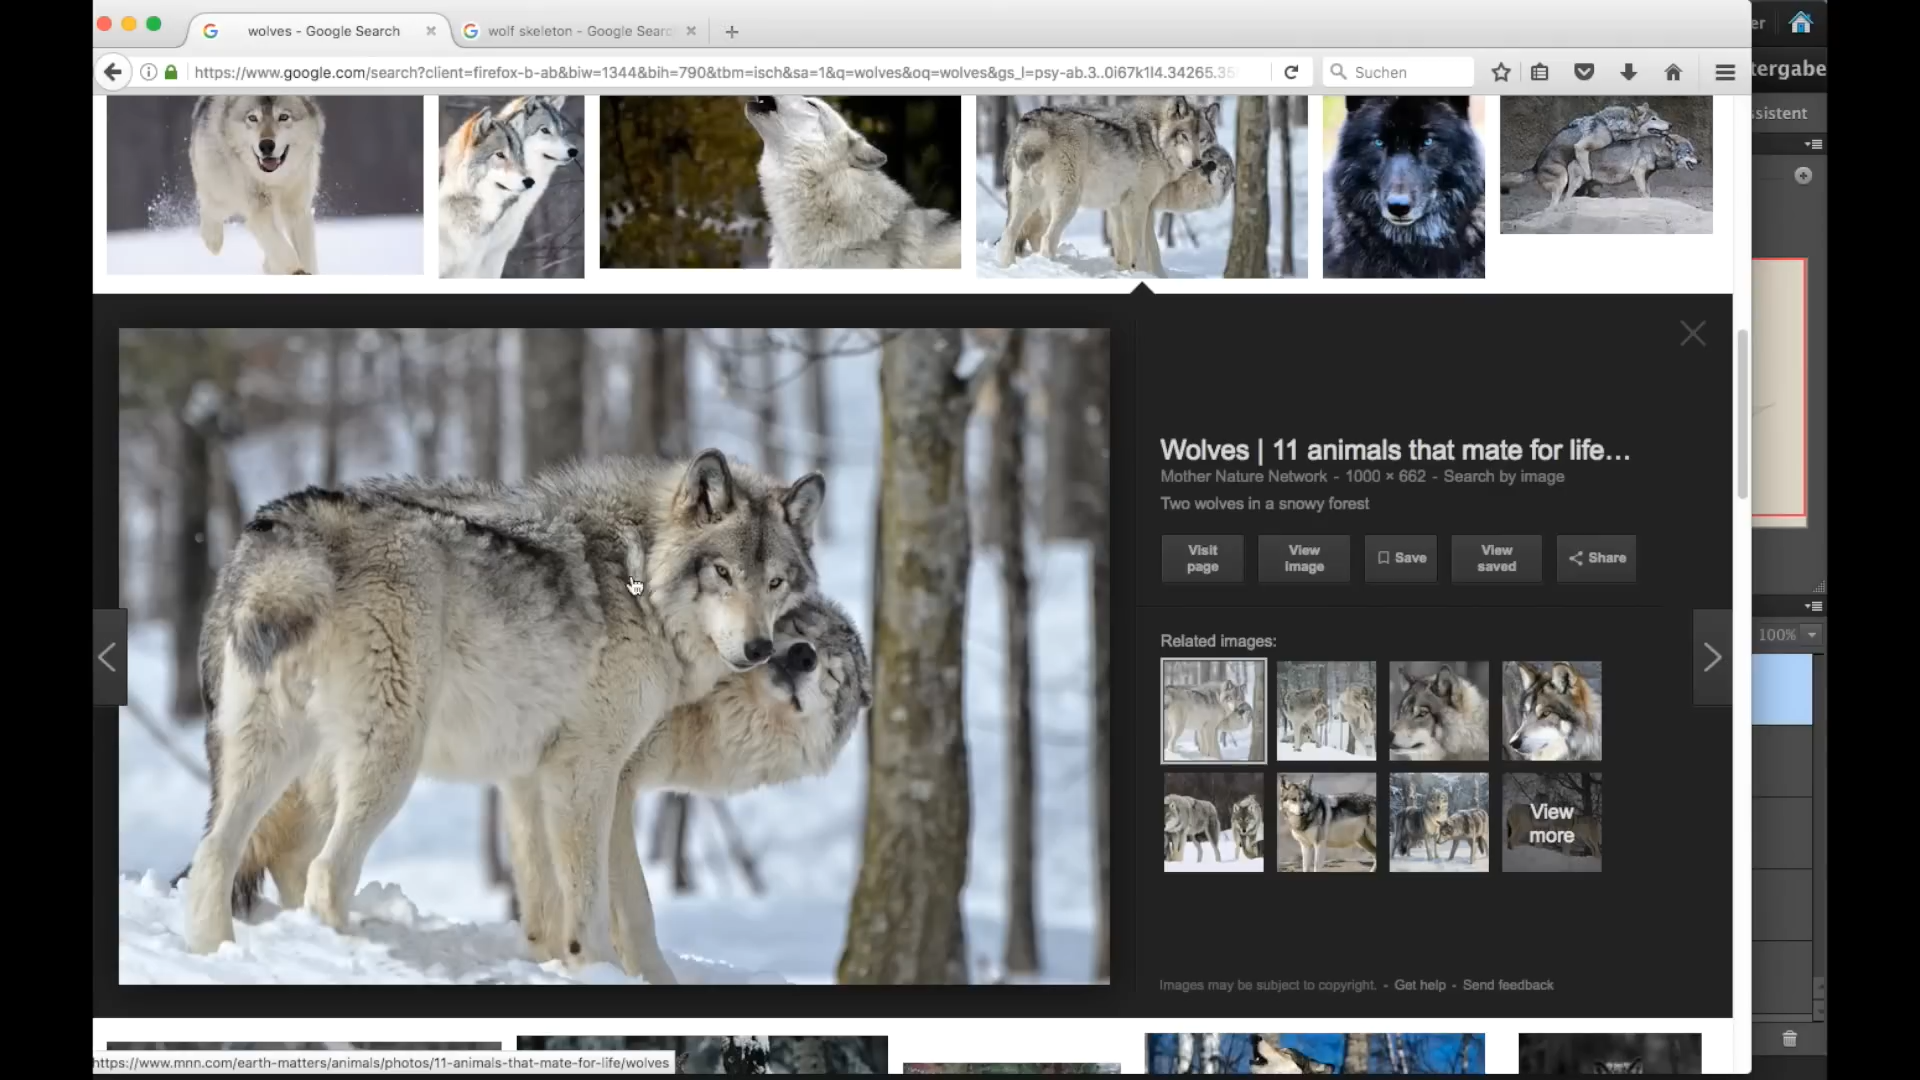 wolves - Google Search
wolf skeleton - Google Searc
https://www.google.com/search?client=firefox-b-ab&biw=1344&bih=790&tbm=isch&sa=1&q=wolves&oq=wolves&gs_l=psy-ab.3..0i67k1l4.34265.35
Suchen
er
tergabe
sistent
Wolves | 11 animals that mate for life...
Mother Nature Network - 1000 × 662 - Search by image
Two wolves in a snowy forest
Visit page
View image
Save
View saved
Share
Related images:
100%
View more
Images may be subject to copyright. - Get help - Send feedback
https://www.mnn.com/earth-matters/animals/photos/11-animals-that-mate-for-life/wolves